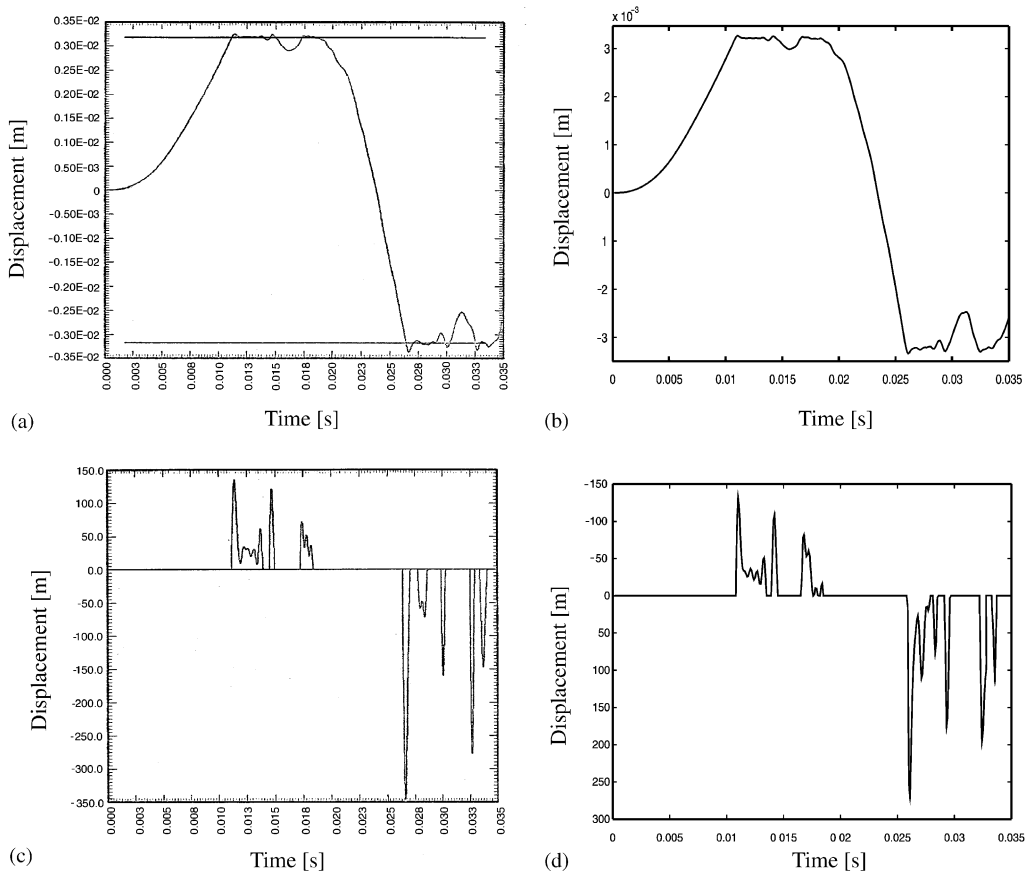 0.35E-02
0.30E-02
0.35E-02
0.20E-02
0.15E-02
0.10E-02
0.50E-03
0
-0.50E-03
-0.10E-02
-0.15E-02
-0.20E-02
-0.25E-02
-0.30E-02
0.35E-02
Displacement [m]
0.000
0.003
0.005
0.008
0.010
0.013
0.015
0.018
0.020
0.023
0.025
0.028
0.030
0.033
0.035
Time [s]
(a)
x 10⁻³
3
2
1
0
1
-2
-3
Displacement [m]
0
0.005
0.01
0.015
0.02
0.025
0.03
0.035
Time [s]
(b)
150.0
100.0
50.0
0.0
-50.0
-100.0
-150.0
-200.0
-250.0
-300.0
-350.0
Displacement [m]
0.000
0.003
0.005
0.008
0.010
0.013
0.015
0.018
0.020
0.023
0.025
0.028
0.030
0.033
0.035
Time [s]
(c)
-150
-100
-50
0
50
100
150
200
250
300
Displacement [m]
0
0 005
0 01
0 015
0 02
0 025
0 03
0 035
Time [s]
(d)